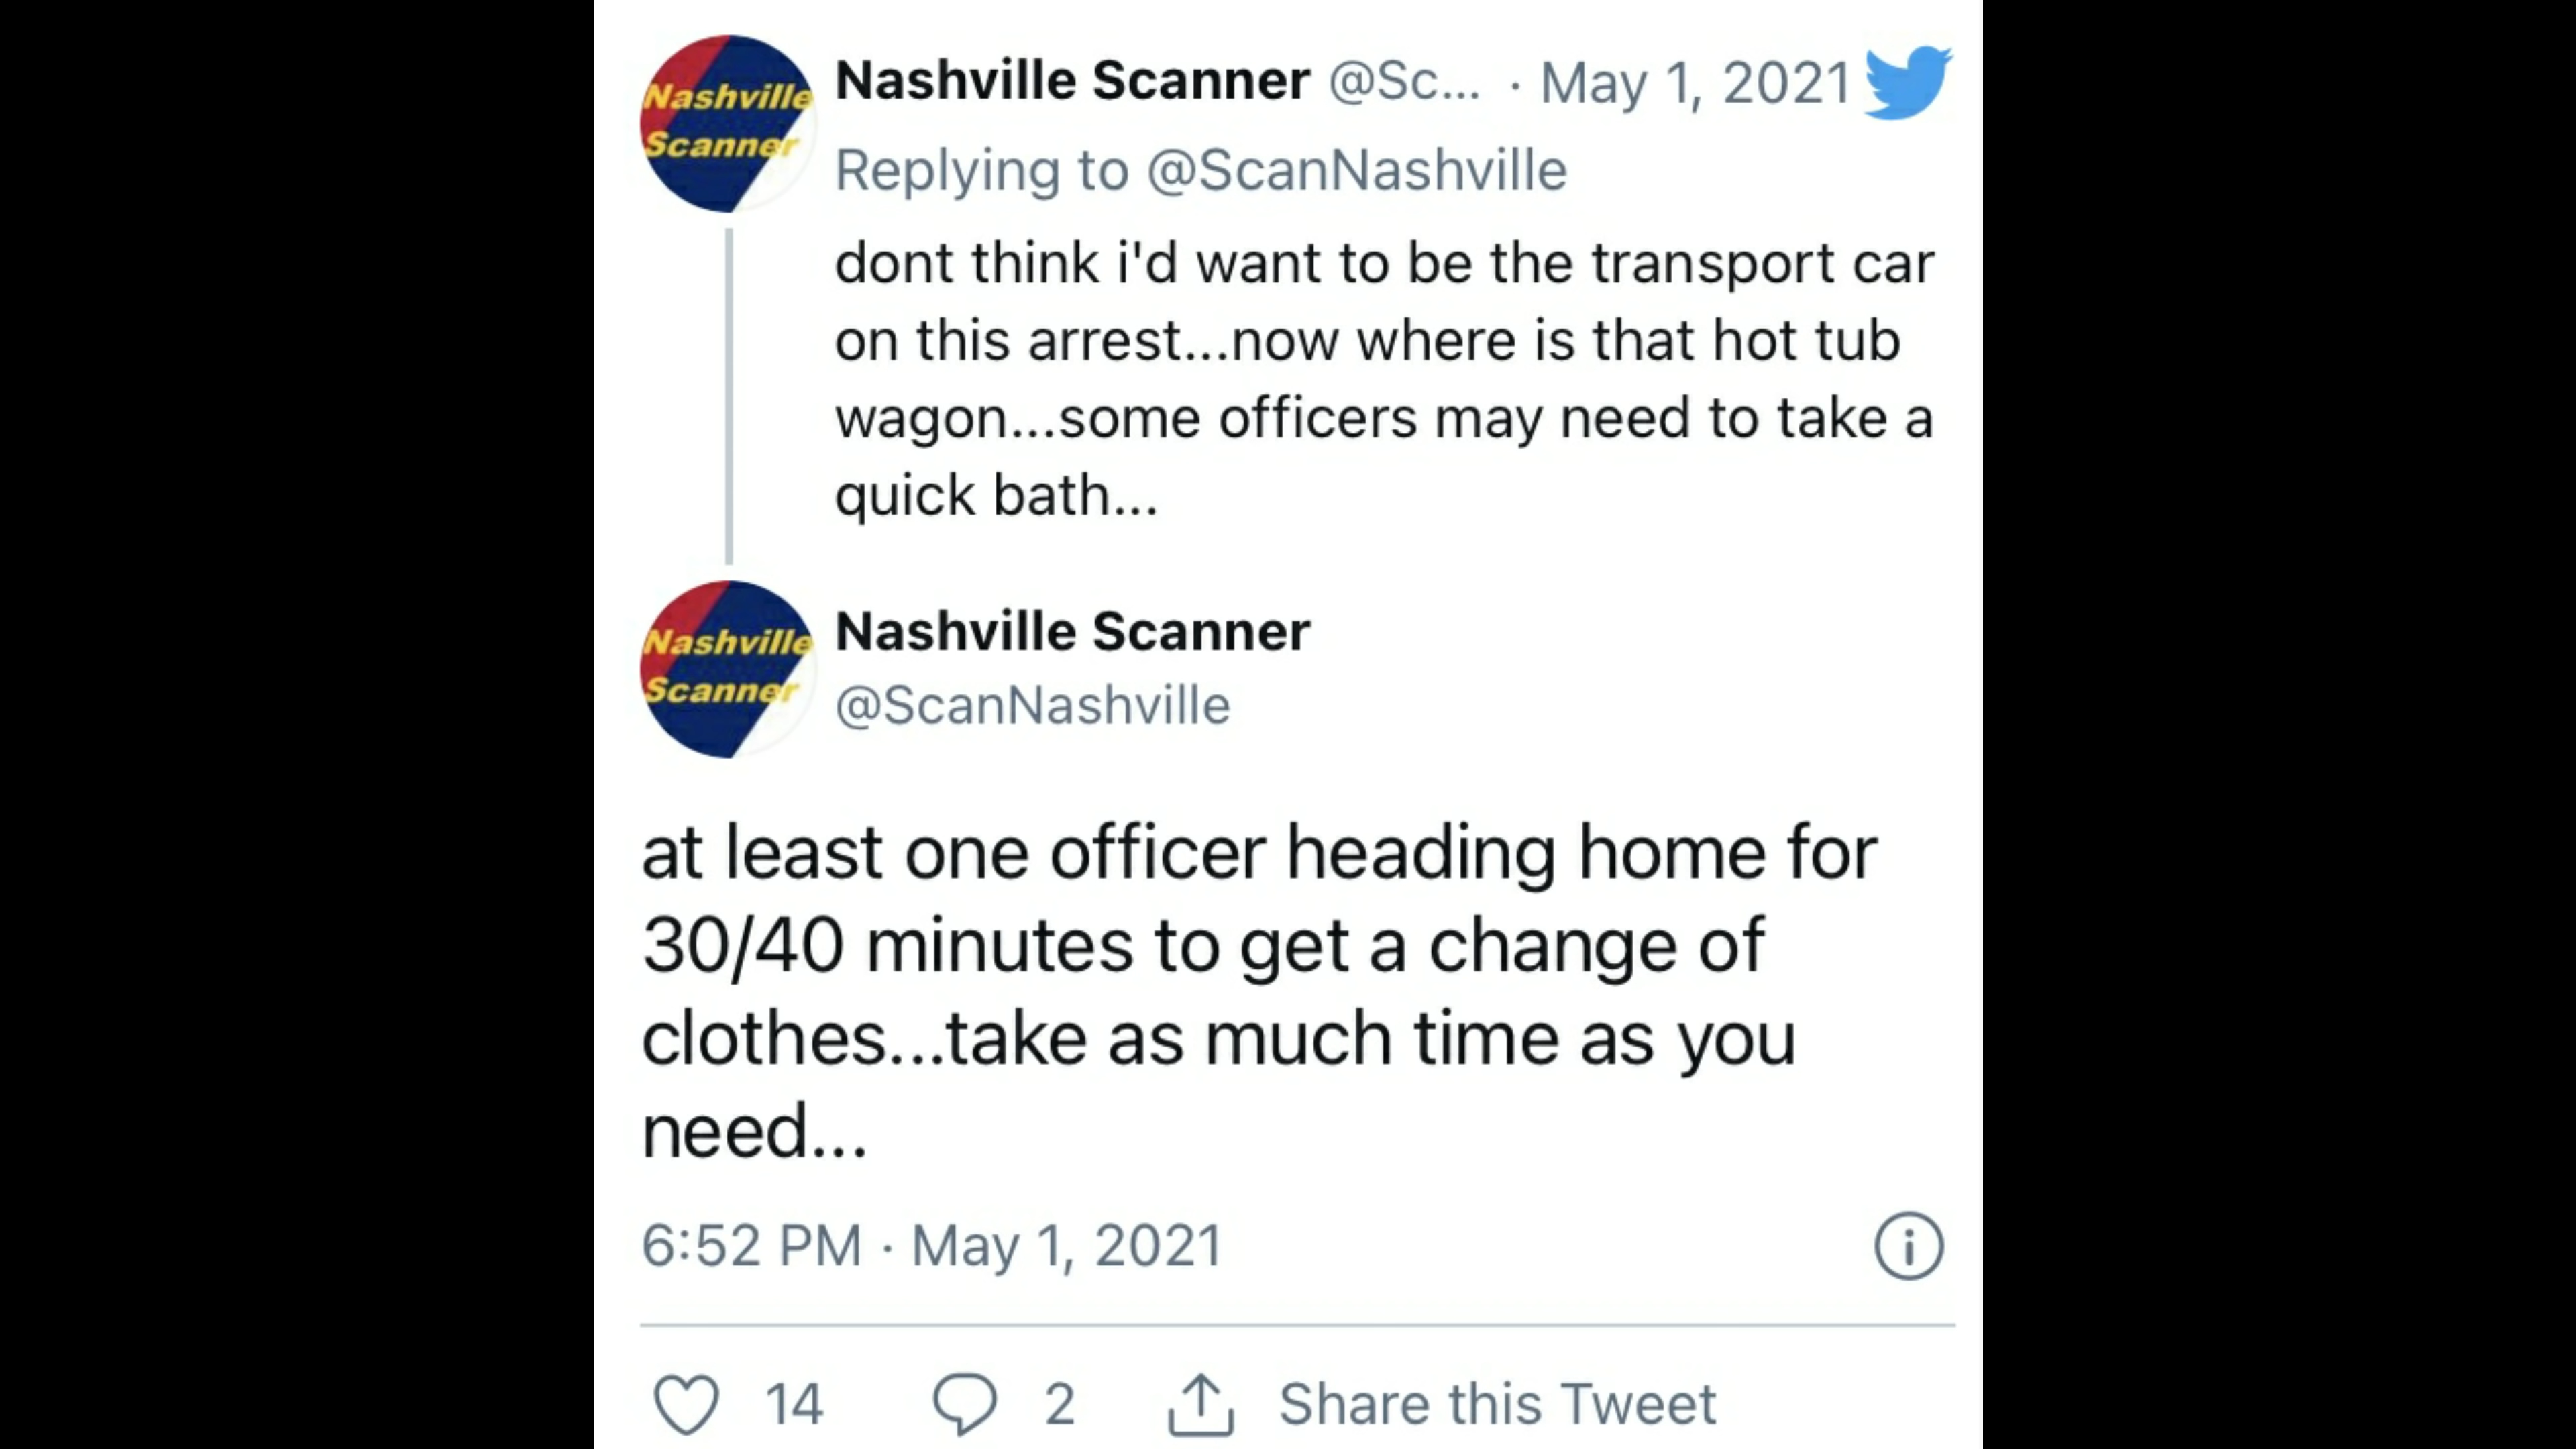 Nashville
Scanner
Nashville Scanner @Sc... · May 1, 2021
Replying to @ScanNashville
dont think i'd want to be the transport car
on this arrest...now where is that hot tub
wagon...some officers may need to take a
quick bath...
Nashville
Scanner
Nashville Scanner
@ScanNashville
at least one officer heading home for
30/40 minutes to get a change of
clothes...take as much time as you
need...
6:52 PM · May 1, 2021
14 2 Share this Tweet